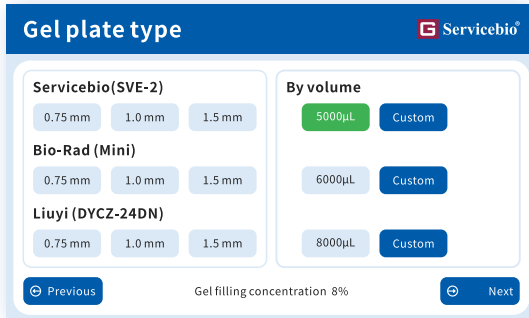 Gel plate type
G Servicebio®
Servicebio(SVE-2)
0.75 mm 1.0 mm 1.5 mm
Bio-Rad (Mini)
0.75 mm 1.0 mm 1.5 mm
Liuyi (DYCZ-24DN)
0.75 mm 1.0 mm 1.5 mm
By volume
5000μL Custom
6000μL Custom
8000μL Custom
Previous
Gel filling concentration 8%
Next